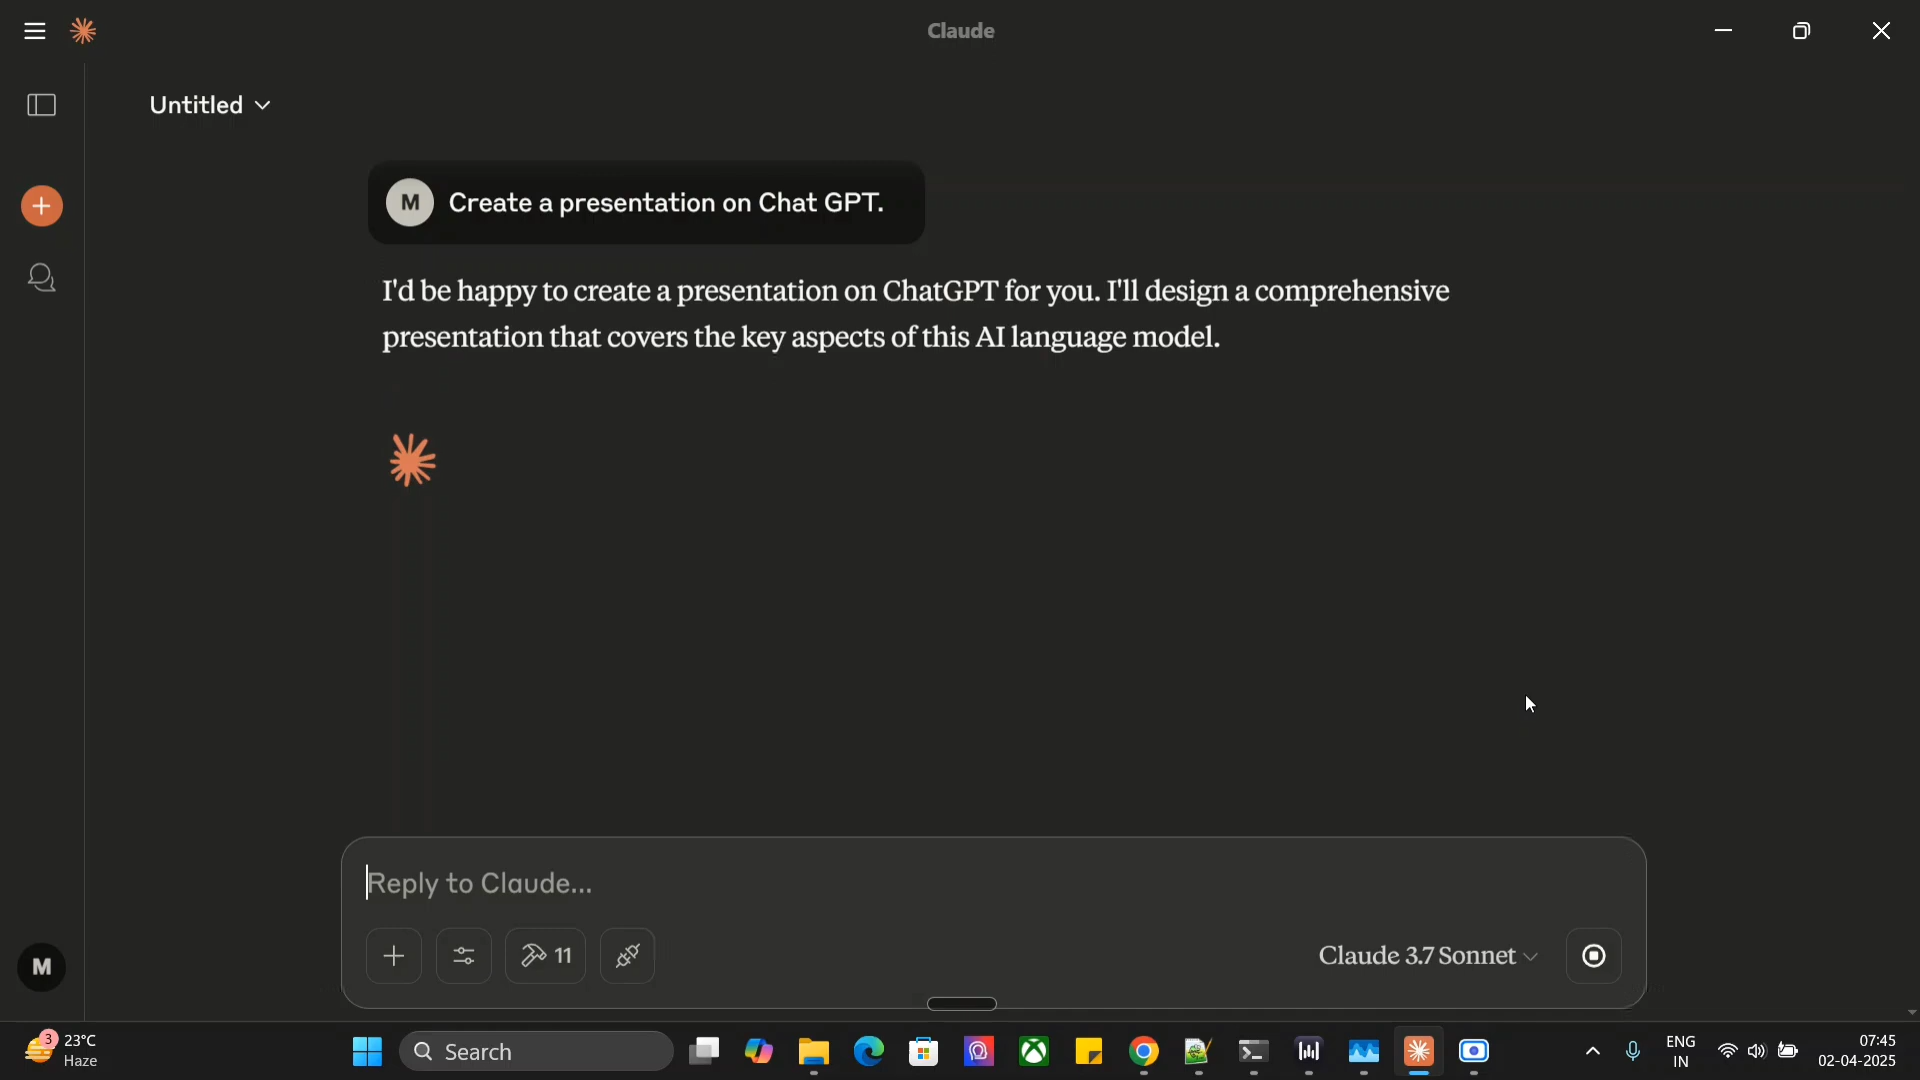 Claude
Untitled
M Create a presentation on Chat GPT.
I'd be happy to create a presentation on ChatGPT for you. I'll design a comprehensive
presentation that covers the key aspects of this AI language model.
Reply to Claude...
11
Claude 3.7 Sonnet
M
3
23°C
Haze
Search
ENG
IN
07:45
02-04-2025